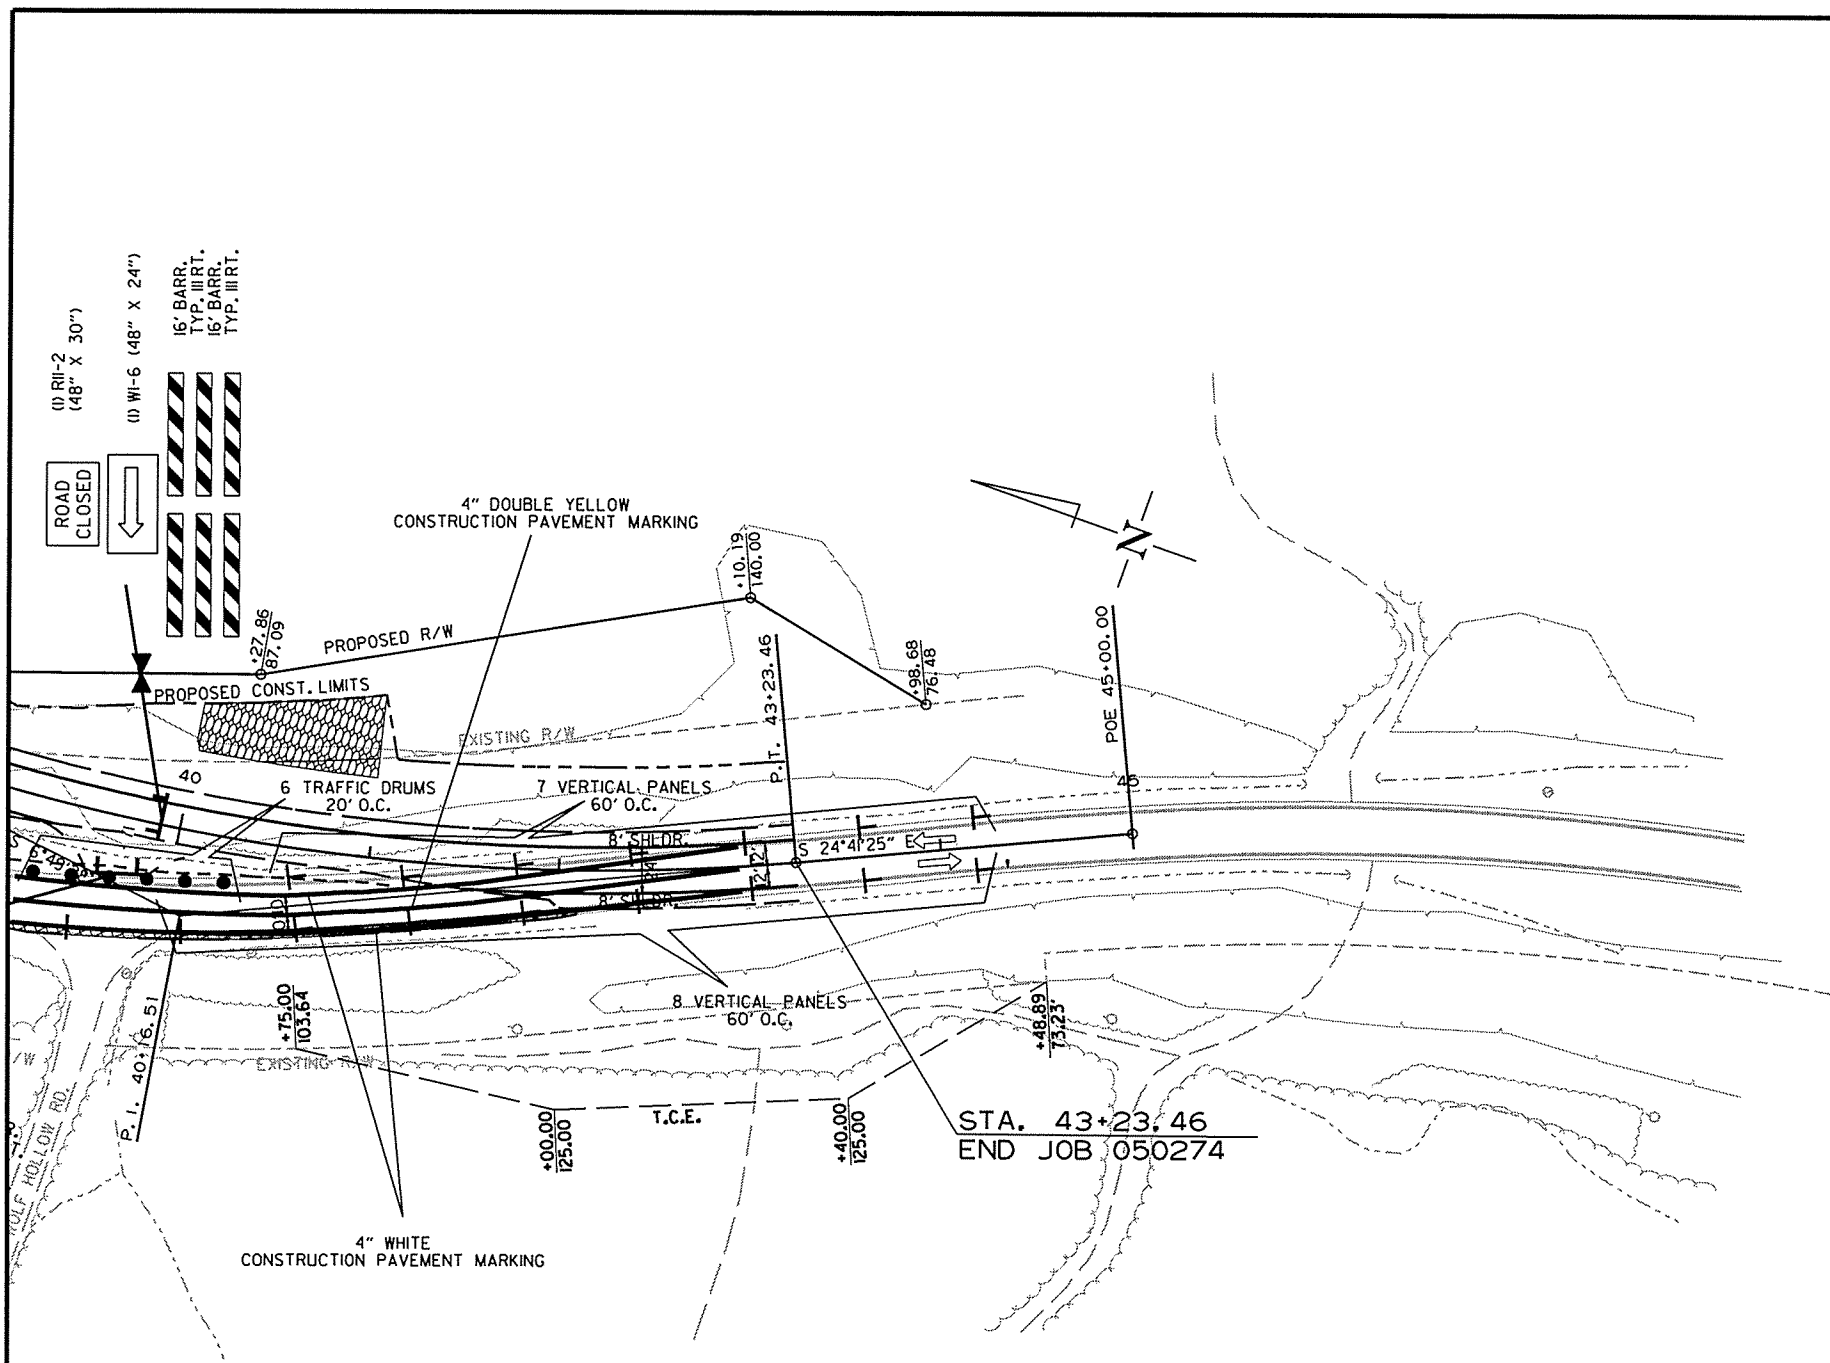 (1) R11-2
(48" X 30")
(1) W1-6 (48" X 24")
16' BARR.
TYP. III RT.
16' BARR.
TYP. III RT.
ROAD
CLOSED
4" DOUBLE YELLOW
CONSTRUCTION PAVEMENT MARKING
+10.19
140.00
N
+27.86
87.09
PROPOSED R/W
P.T. 43+23.46
+98.68
76.48
POE 45+00.00
PROPOSED CONST. LIMITS
EXISTING R/W
40
6 TRAFFIC DRUMS
20' O.C.
7 VERTICAL PANELS
60' O.C.
45
8' SHLDR.
S 24°41'25" E
24'
12'12'
8' SHLDR.
8 VERTICAL PANELS
60' O.C.
+75.00
103.64
+48.89
73.23'
P.I. 40+16.51
EXISTING R/W
/W
HOLLOW RD.
+00.00
125.00
T.C.E.
+40.00
125.00
STA. 43+23.46
END JOB 050274
4" WHITE
CONSTRUCTION PAVEMENT MARKING